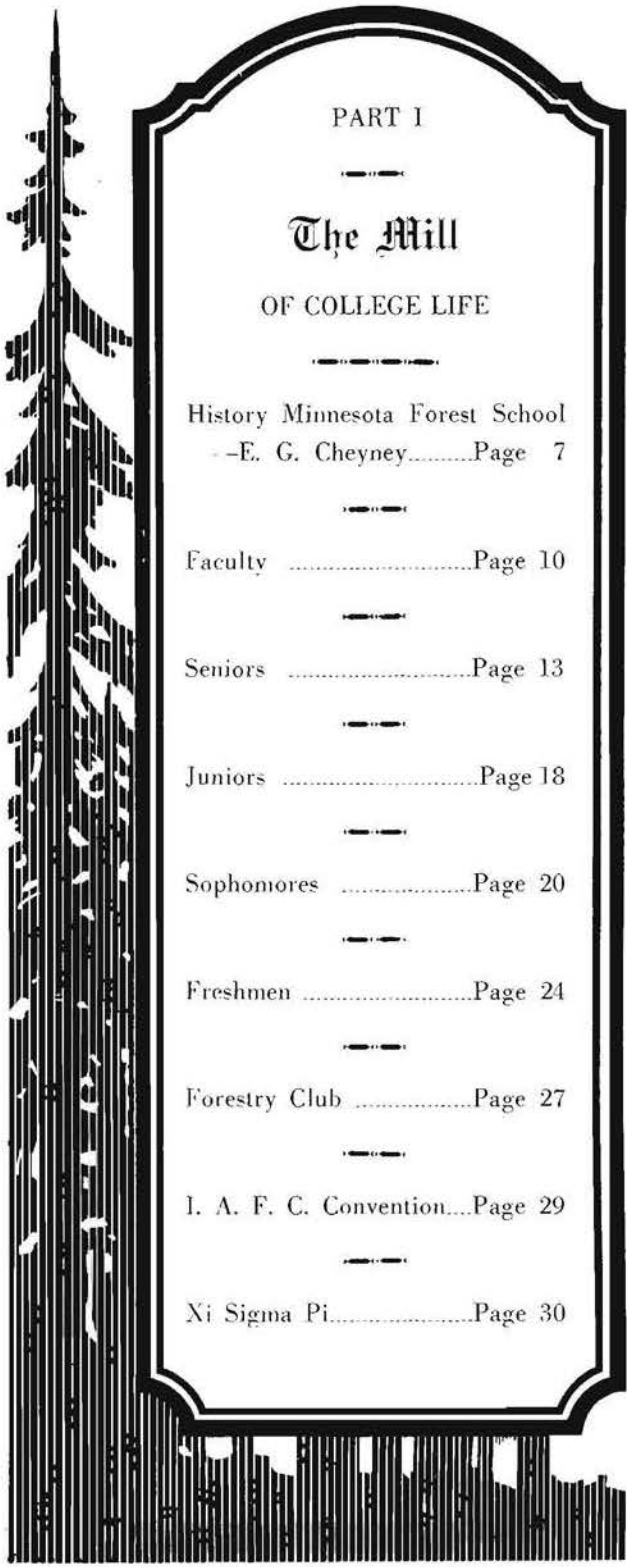 PART I
The Mill
OF COLLEGE LIFE
History Minnesota Forest School
--E. G. Cheyney.........Page 7
Faculty ..........................Page 10
Seniors ..........................Page 13
Juniors ............................Page 18
Sophomores ..................Page 20
Freshmen ........................Page 24
Forestry Club .................Page 27
I. A. F. C. Convention....Page 29
Xi Sigma Pi.....................Page 30